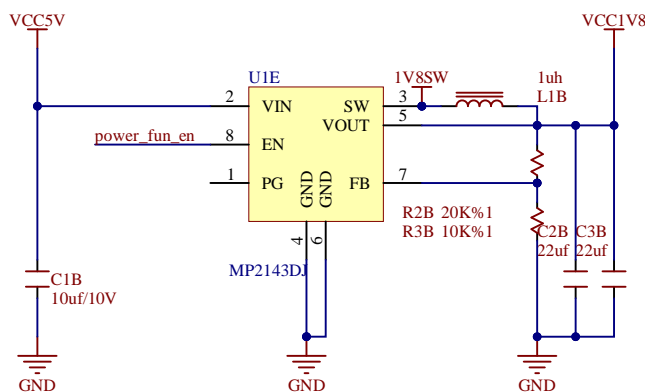 VCC5V
VCC1V8
U1E
1V8SW
1uh
L1B
2
VIN
SW
3
VOUT
5
power_fun_en
8
EN
1
PG
GND
GND
FB
7
4
6
R2B 20K%1
R3B 10K%1
C2B
C3B
22uf
22uf
MP2143DJ
C1B
10uf/10V
GND
GND
GND